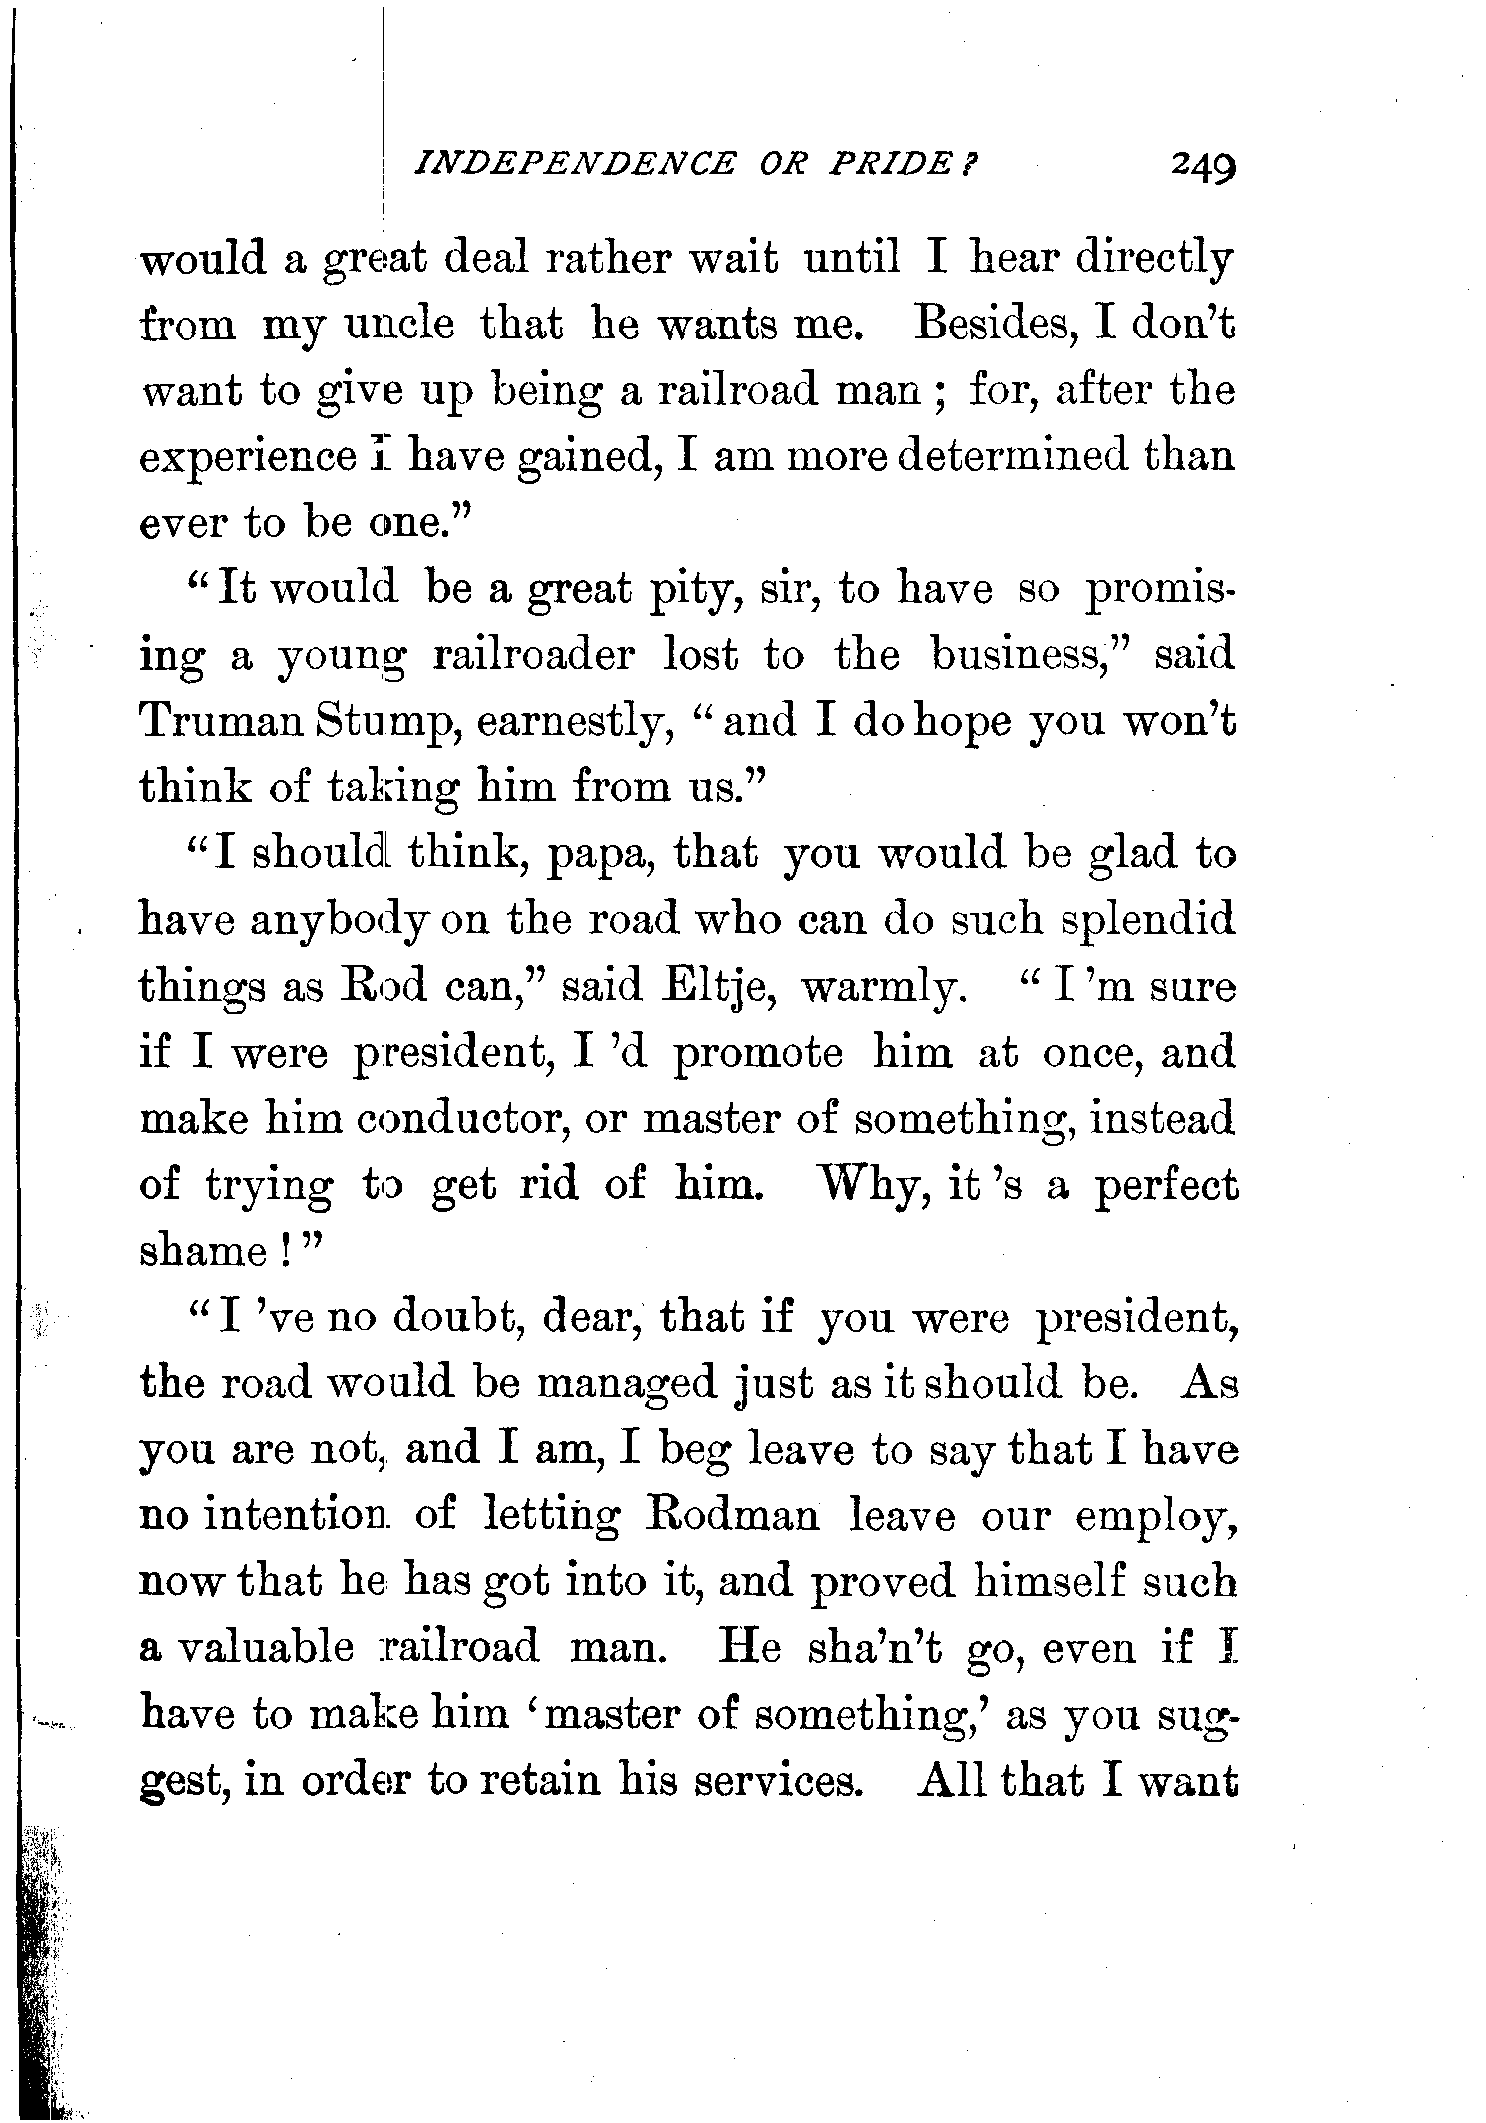 INDEPENDENCE OR PRIDE? 249
would a great deal rather wait until I hear directly
from my uncle that he wants me. Besides, I don't
want to give up being a railroad man ; for, after the
experience I have gained, I am more determined than
ever to be one."
"It would be a great pity, sir, to have so promis-
ing a young railroader lost to the business," said
Truman Stump, earnestly, "and I do hope you won't
think of taking him from us."
"I should think, papa, that you would be glad to
have anybody on the road who can do such splendid
things as Rod can," said Eltje, warmly. "I'm sure
if I were president, I'd promote him at once, and
make him conductor, or master of something, instead
of trying to get rid of him. Why, it's a perfect
shame!"
"I've no doubt, dear, that if you were president,
the road would be managed just as it should be. As
you are not, and I am, I beg leave to say that I have
no intention of letting Rodman leave our employ,
now that he has got into it, and proved himself such
a valuable railroad man. He sha'n't go, even if I
have to make him 'master of something,' as you sug-
gest, in order to retain his services. All that I want